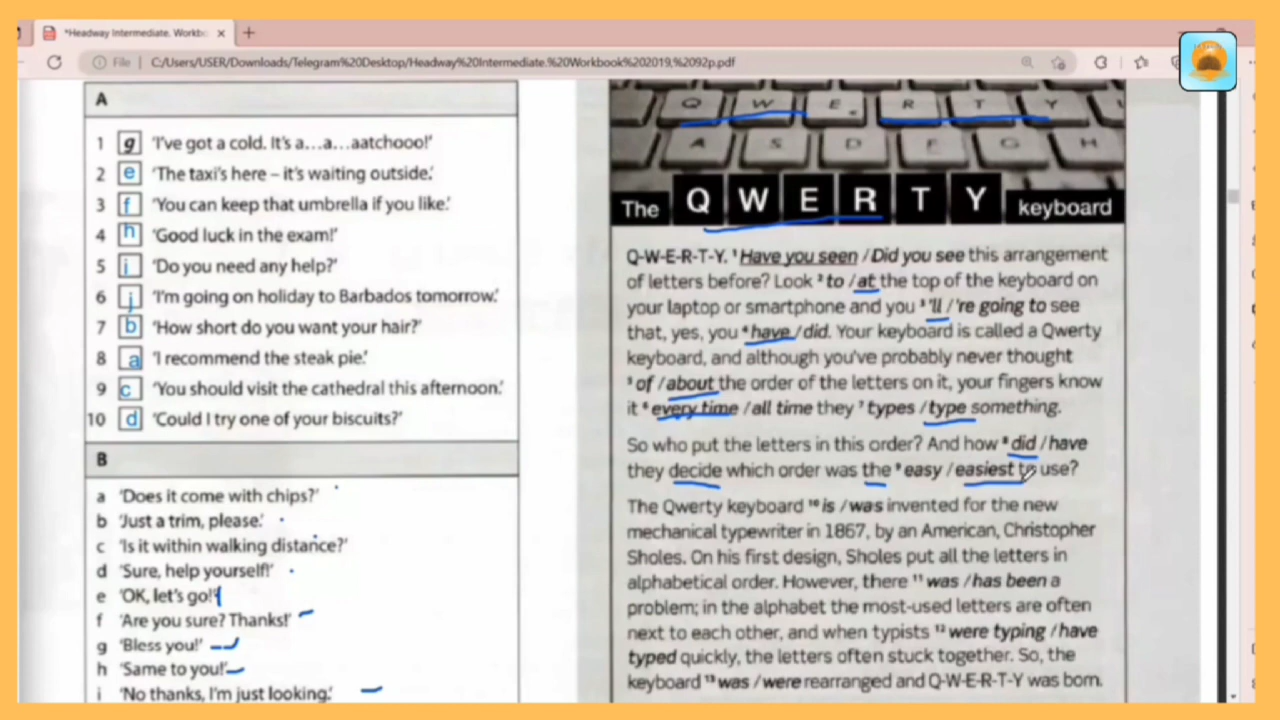 *Headway Intermediate. Workbo
File C:/Users/USER/Downloads/Telegram%20Desktop/Headway%20Intermediate.%20Workbook%202019,%2092p.pdf
A
1 g 'I've got a cold. It's a…a…aatchooo!'
2 e 'The taxi's here – it's waiting outside.'
3 f 'You can keep that umbrella if you like.'
4 h 'Good luck in the exam!'
5 i 'Do you need any help?'
6 j 'I'm going on holiday to Barbados tomorrow.'
7 b 'How short do you want your hair?'
8 a 'I recommend the steak pie.'
9 c 'You should visit the cathedral this afternoon.'
10 d 'Could I try one of your biscuits?'
B
a 'Does it come with chips?'
b 'Just a trim, please.'
c 'Is it within walking distance?'
d 'Sure, help yourself!'
e 'OK, let's go!'
f 'Are you sure? Thanks!'
g 'Bless you!'
h 'Same to you!'
i 'No thanks, I'm just looking.'
Q W E R T Y
A S D F G H
The QWERTY keyboard
Q-W-E-R-T-Y. ¹ Have you seen / Did you see this arrangement
of letters before? Look ² to / at the top of the keyboard on
your laptop or smartphone and you ³ 'll / 're going to see
that, yes, you ⁴ have / did. Your keyboard is called a Qwerty
keyboard, and although you've probably never thought
⁵ of / about the order of the letters on it, your fingers know
it ⁶ every time / all time they ⁷ types / type something.
So who put the letters in this order? And how ⁸ did / have
they decide which order was the ⁹ easy / easiest to use?
The Qwerty keyboard ¹⁰ is / was invented for the new
mechanical typewriter in 1867, by an American, Christopher
Sholes. On his first design, Sholes put all the letters in
alphabetical order. However, there ¹¹ was / has been a
problem; in the alphabet the most-used letters are often
next to each other, and when typists ¹² were typing / have
typed quickly, the letters often stuck together. So, the
keyboard ¹³ was / were rearranged and Q-W-E-R-T-Y was born.